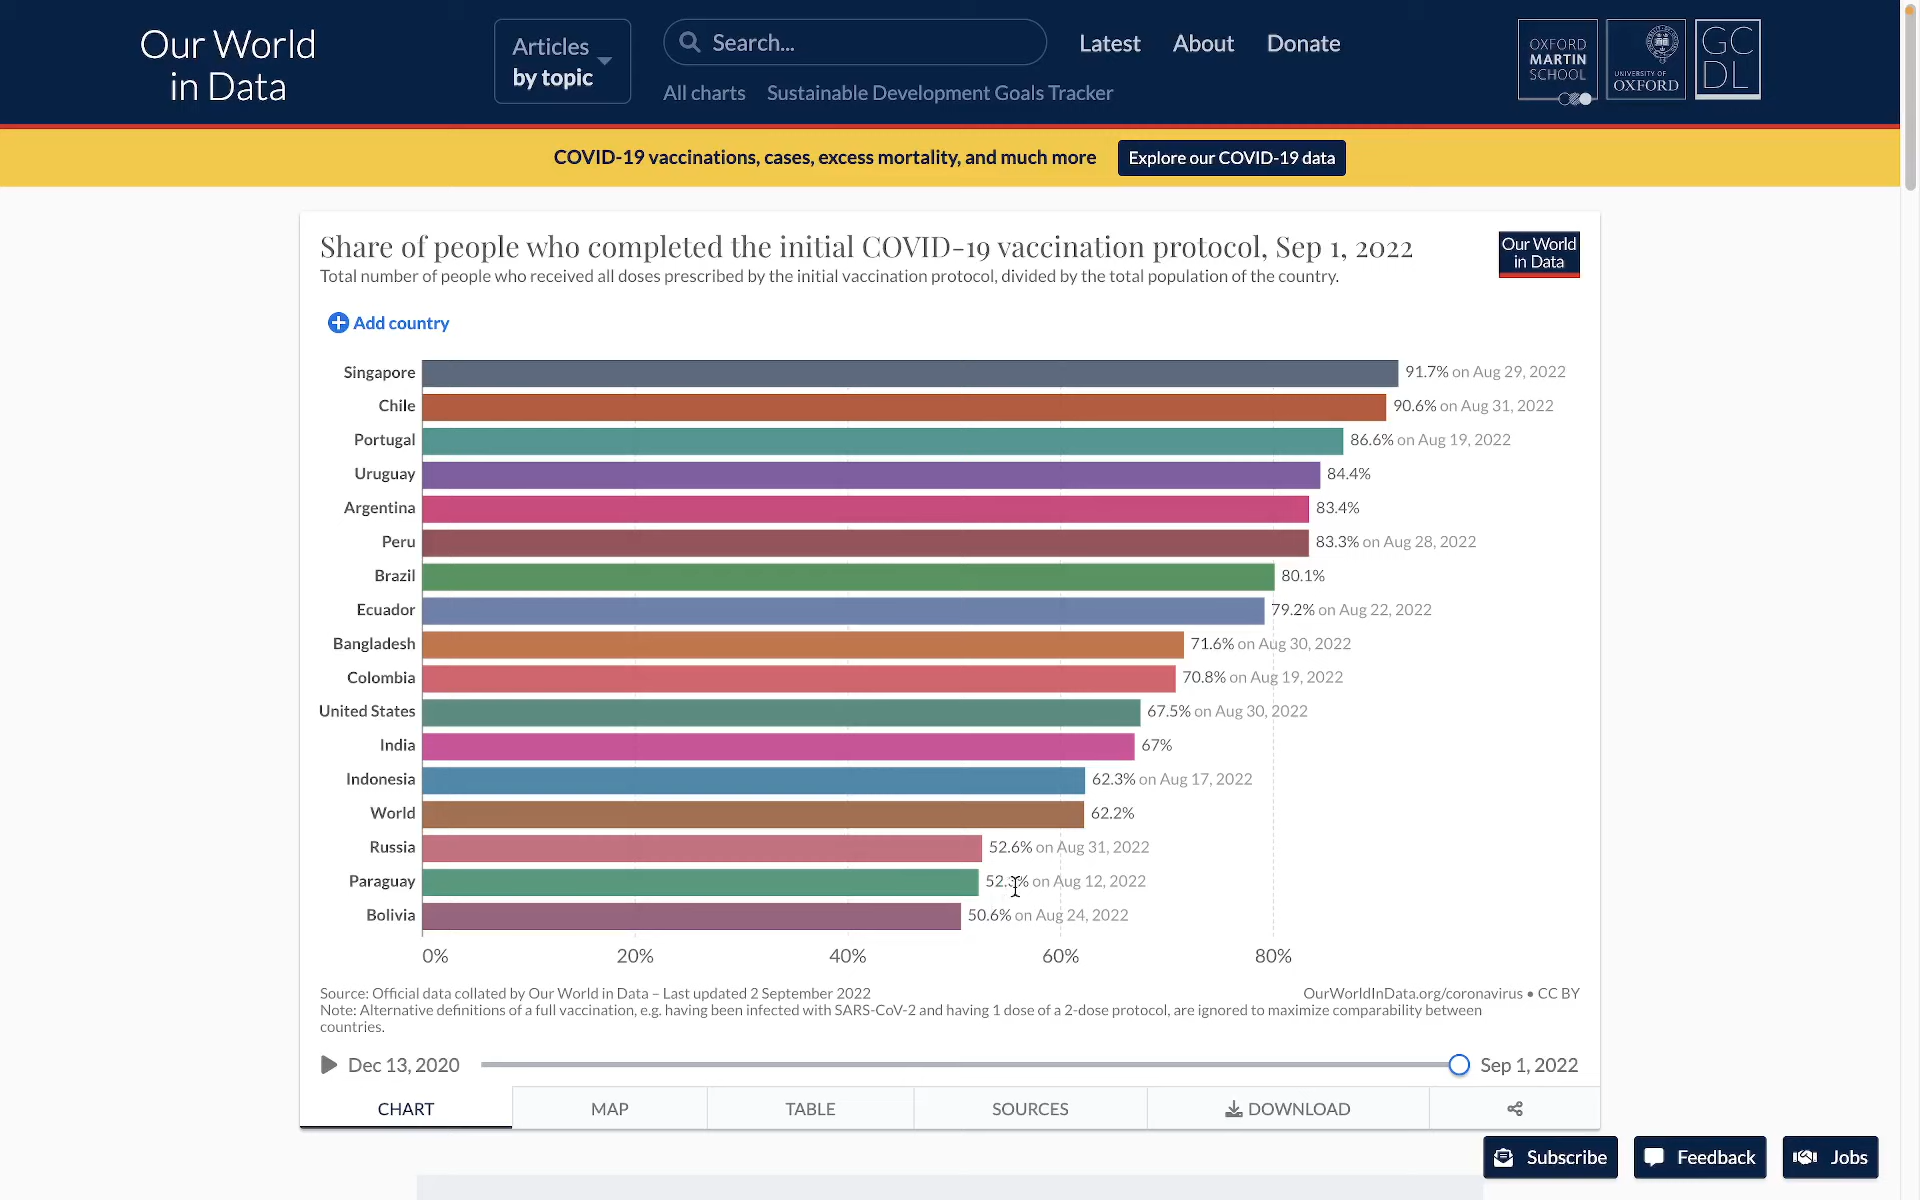 Our World
in Data
Articles
by topic
Search...
All charts
Sustainable Development Goals Tracker
Latest
About
Donate
OXFORD
MARTIN
SCHOOL
UNIVERSITY OF
OXFORD
GC
DL
COVID-19 vaccinations, cases, excess mortality, and much more
Explore our COVID-19 data
Share of people who completed the initial COVID-19 vaccination protocol, Sep 1, 2022
Total number of people who received all doses prescribed by the initial vaccination protocol, divided by the total population of the country.
Our World
in Data
Add country
Singapore 91.7% on Aug 29, 2022
Chile 90.6% on Aug 31, 2022
Portugal 86.6% on Aug 19, 2022
Uruguay 84.4%
Argentina 83.4%
Peru 83.3% on Aug 28, 2022
Brazil 80.1%
Ecuador 79.2% on Aug 22, 2022
Bangladesh 71.6% on Aug 30, 2022
Colombia 70.8% on Aug 19, 2022
United States 67.5% on Aug 30, 2022
India 67%
Indonesia 62.3% on Aug 17, 2022
World 62.2%
Russia 52.6% on Aug 31, 2022
Paraguay on Aug 12, 2022
Bolivia 50.6% on Aug 24, 2022
0% 20% 40% 60% 80%
Source: Official data collated by Our World in Data – Last updated 2 September 2022
OurWorldInData.org/coronavirus • CC BY
Note: Alternative definitions of a full vaccination, e.g. having been infected with SARS-CoV-2 and having 1 dose of a 2-dose protocol, are ignored to maximize comparability between
countries.
Dec 13, 2020
Sep 1, 2022
CHART
MAP
TABLE
SOURCES
DOWNLOAD
Subscribe
Feedback
Jobs